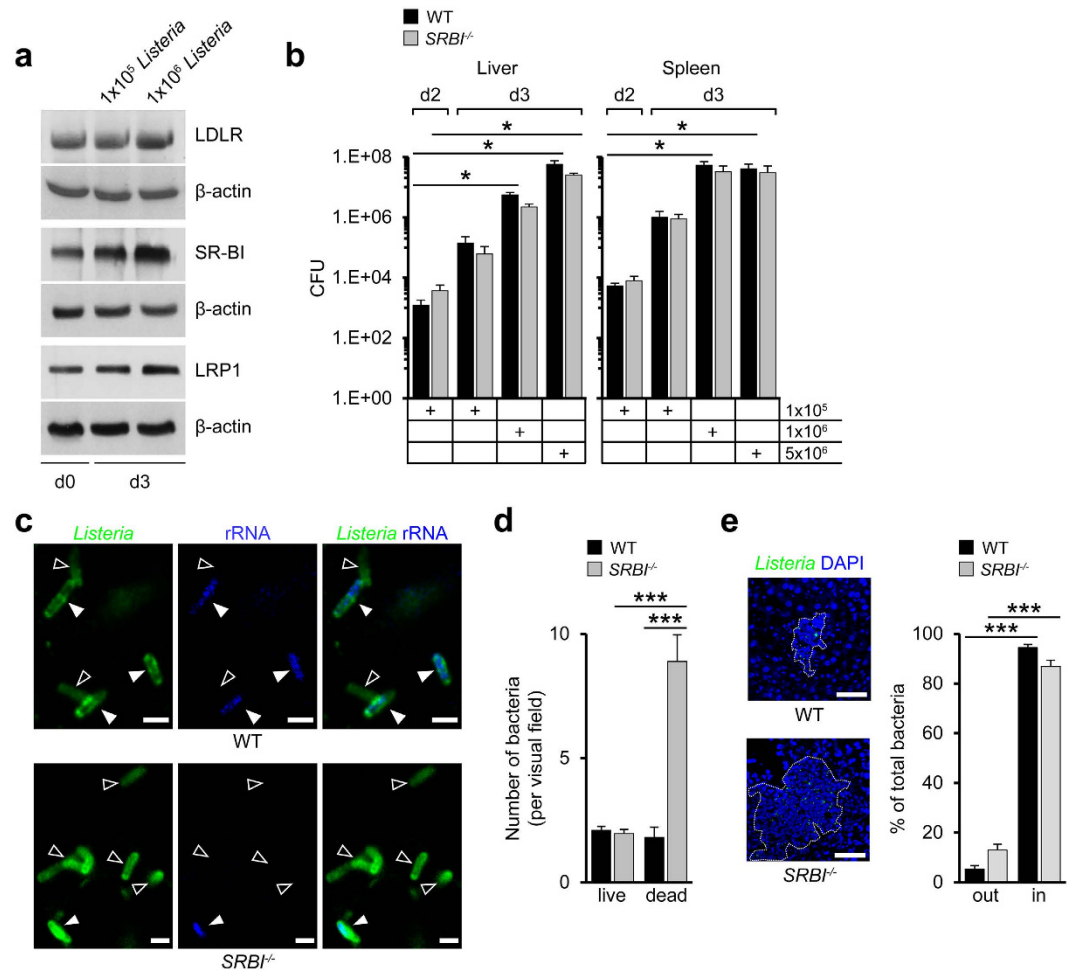 a
1x10⁵ Listeria
1x10⁶ Listeria
LDLR
β-actin
SR-BI
β-actin
LRP1
β-actin
d0 d3
b
WT
SRBI-/-
Liver Spleen
d2 d3 d2 d3
* *
* *
*
CFU
1.E+08
1.E+06
1.E+04
1.E+02
1.E+00
+ + + + 1x10⁵
+ + 1x10⁶
+ + 5x10⁶
c
Listeria rRNA Listeria rRNA
WT
SRBI-/-
d
WT
SRBI-/-
***
***
Number of bacteria
(per visual field)
10
5
0
live dead
e
Listeria DAPI
WT
SRBI-/-
WT
SRBI-/-
***
***
% of total bacteria
100
80
60
40
20
0
out in